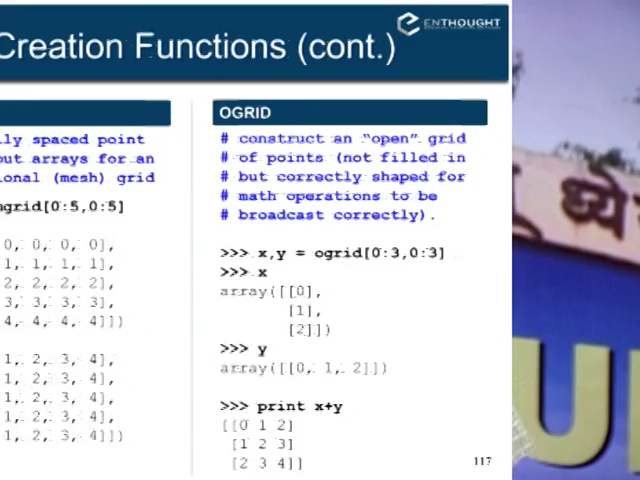 Creation Functions (cont.)
ENTHOUGHT
lly spaced point
out arrays for an
ional (mesh) grid
mgrid[0:5,0:5]
0, 0, 0, 0],
1, 1, 1, 1],
2, 2, 2, 2],
3, 3, 3, 3],
4, 4, 4, 4]])
1, 2, 3, 4],
1, 2, 3, 4],
1, 2, 3, 4],
1, 2, 3, 4],
1, 2, 3, 4]])
OGRID
# construct an “open” grid
# of points (not filled in
# but correctly shaped for
# math operations to be
# broadcast correctly).
>>> x,y = ogrid[0:3,0:3]
>>> x
array([[0],
[1],
[2]])
>>> y
array([[0, 1, 2]])
>>> print x+y
[[0 1 2]
[1 2 3]
[2 3 4]]
117
ध्ये
U